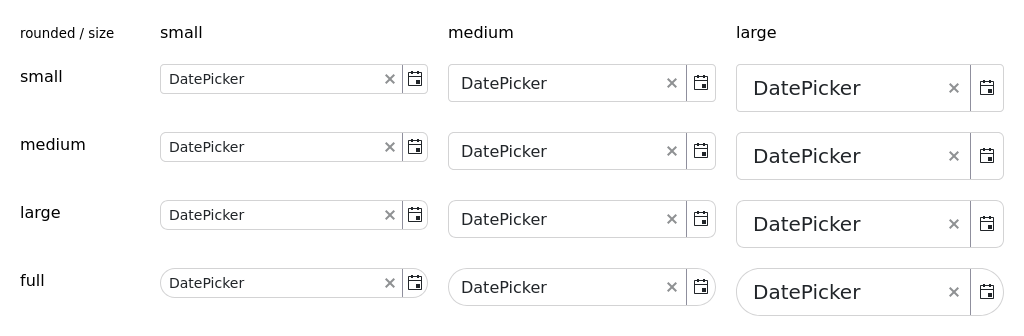 rounded / size small medium large
small DatePicker DatePicker DatePicker
medium DatePicker DatePicker DatePicker
large DatePicker DatePicker DatePicker
full DatePicker DatePicker DatePicker